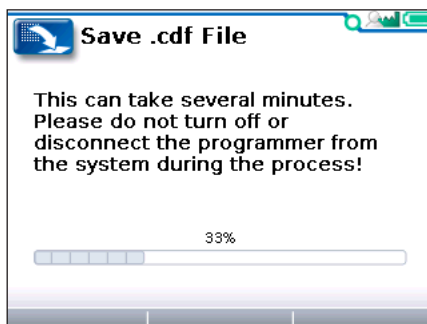 Save .cdf File
This can take several minutes.
Please do not turn off or
disconnect the programmer from
the system during the process!
33%